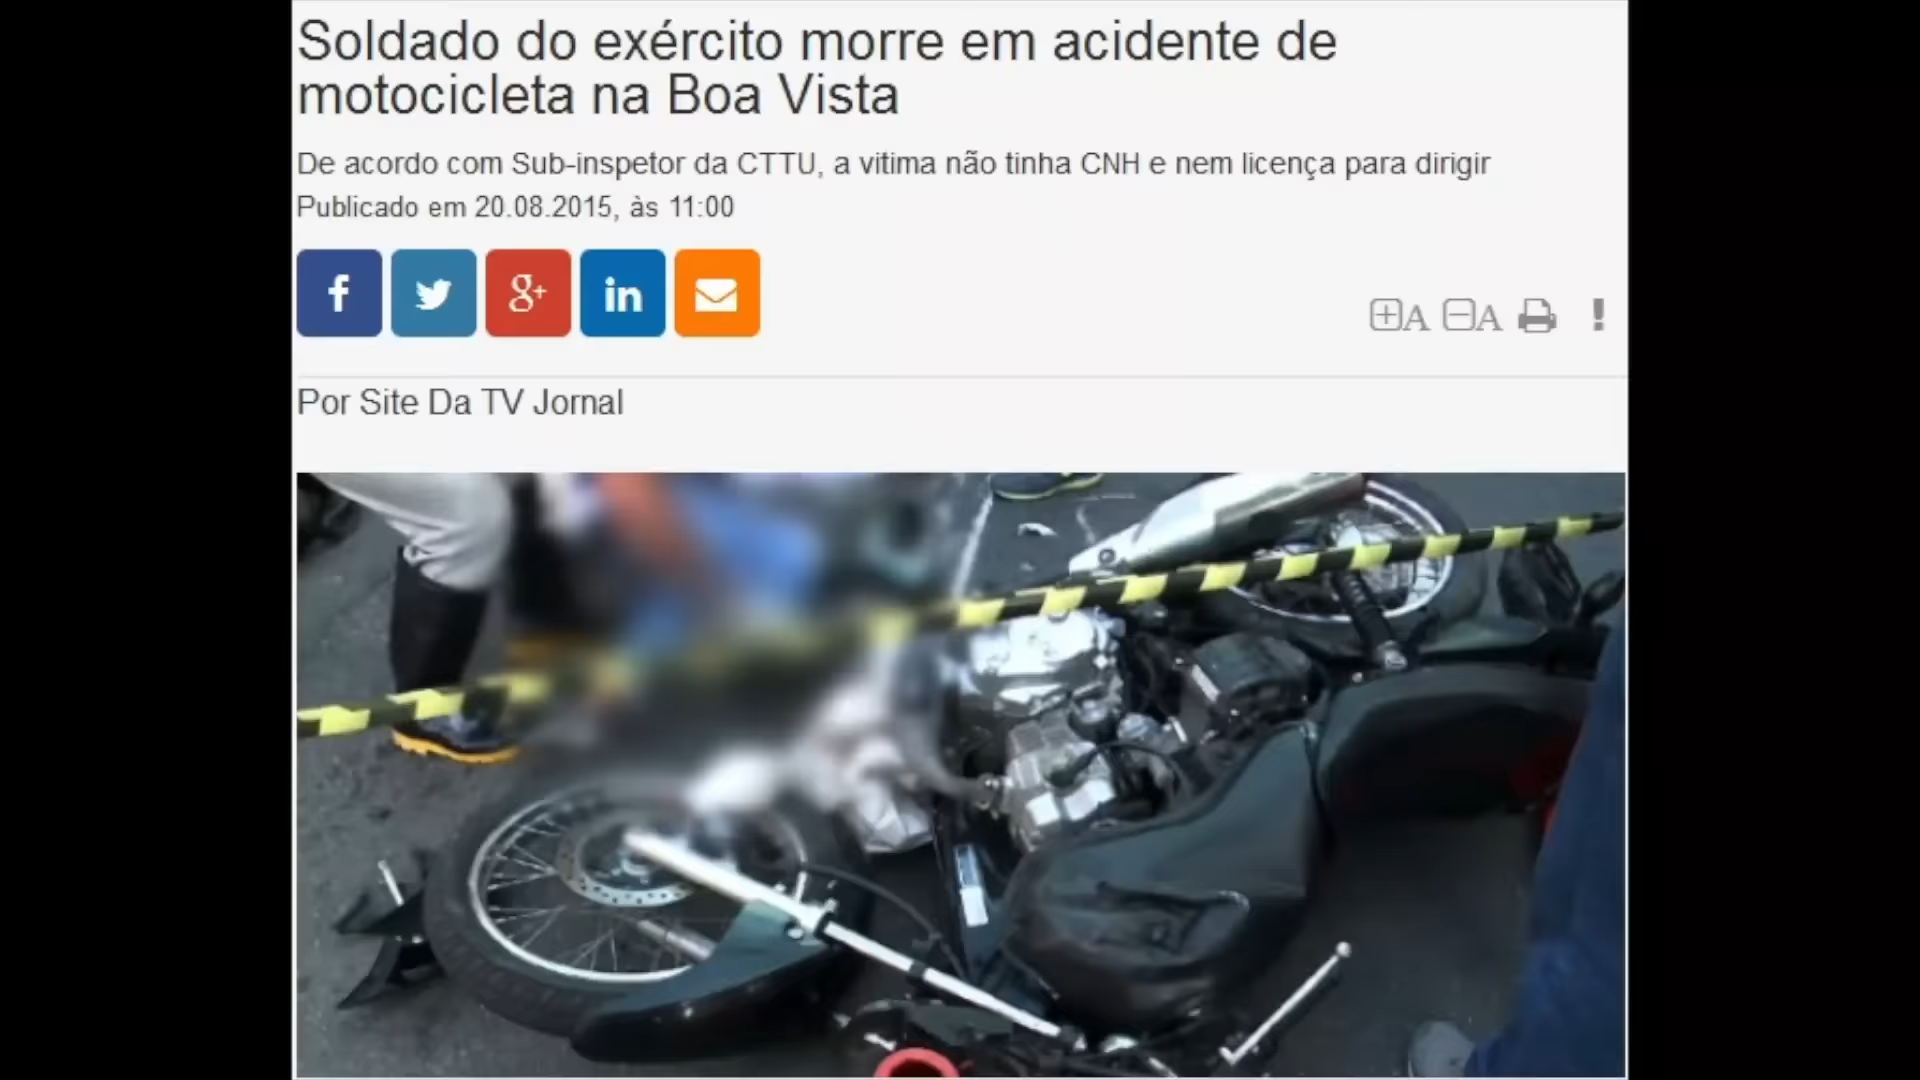 Soldado do exército morre em acidente de
motocicleta na Boa Vista
De acordo com Sub-inspetor da CTTU, a vitima não tinha CNH e nem licença para dirigir
Publicado em 20.08.2015, às 11:00
f g+ in
+A -A !
Por Site Da TV Jornal